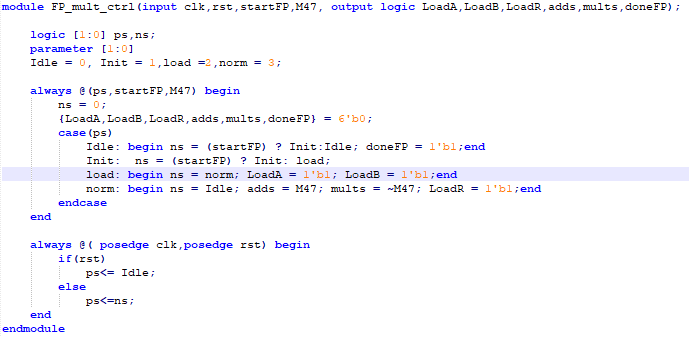 module FP_mult_ctrl(input clk,rst,startFP,M47, output logic LoadA,LoadB,LoadR,adds,mults,doneFP);
logic [1:0] ps,ns;
parameter [1:0]
Idle = 0, Init = 1,load =2,norm = 3;
always @(ps,startFP,M47) begin
ns = 0;
{LoadA,LoadB,LoadR,adds,mults,doneFP} = 6'b0;
case(ps)
Idle: begin ns = (startFP) ? Init:Idle; doneFP = 1'b1;end
Init:  ns = (startFP) ? Init: load;
load: begin ns = norm; LoadA = 1'b1; LoadB = 1'b1;end
norm: begin ns = Idle; adds = M47; mults = ~M47; LoadR = 1'b1;end
endcase
end
always @( posedge clk,posedge rst) begin
if(rst)
ps<= Idle;
else
ps<=ns;
end
endmodule